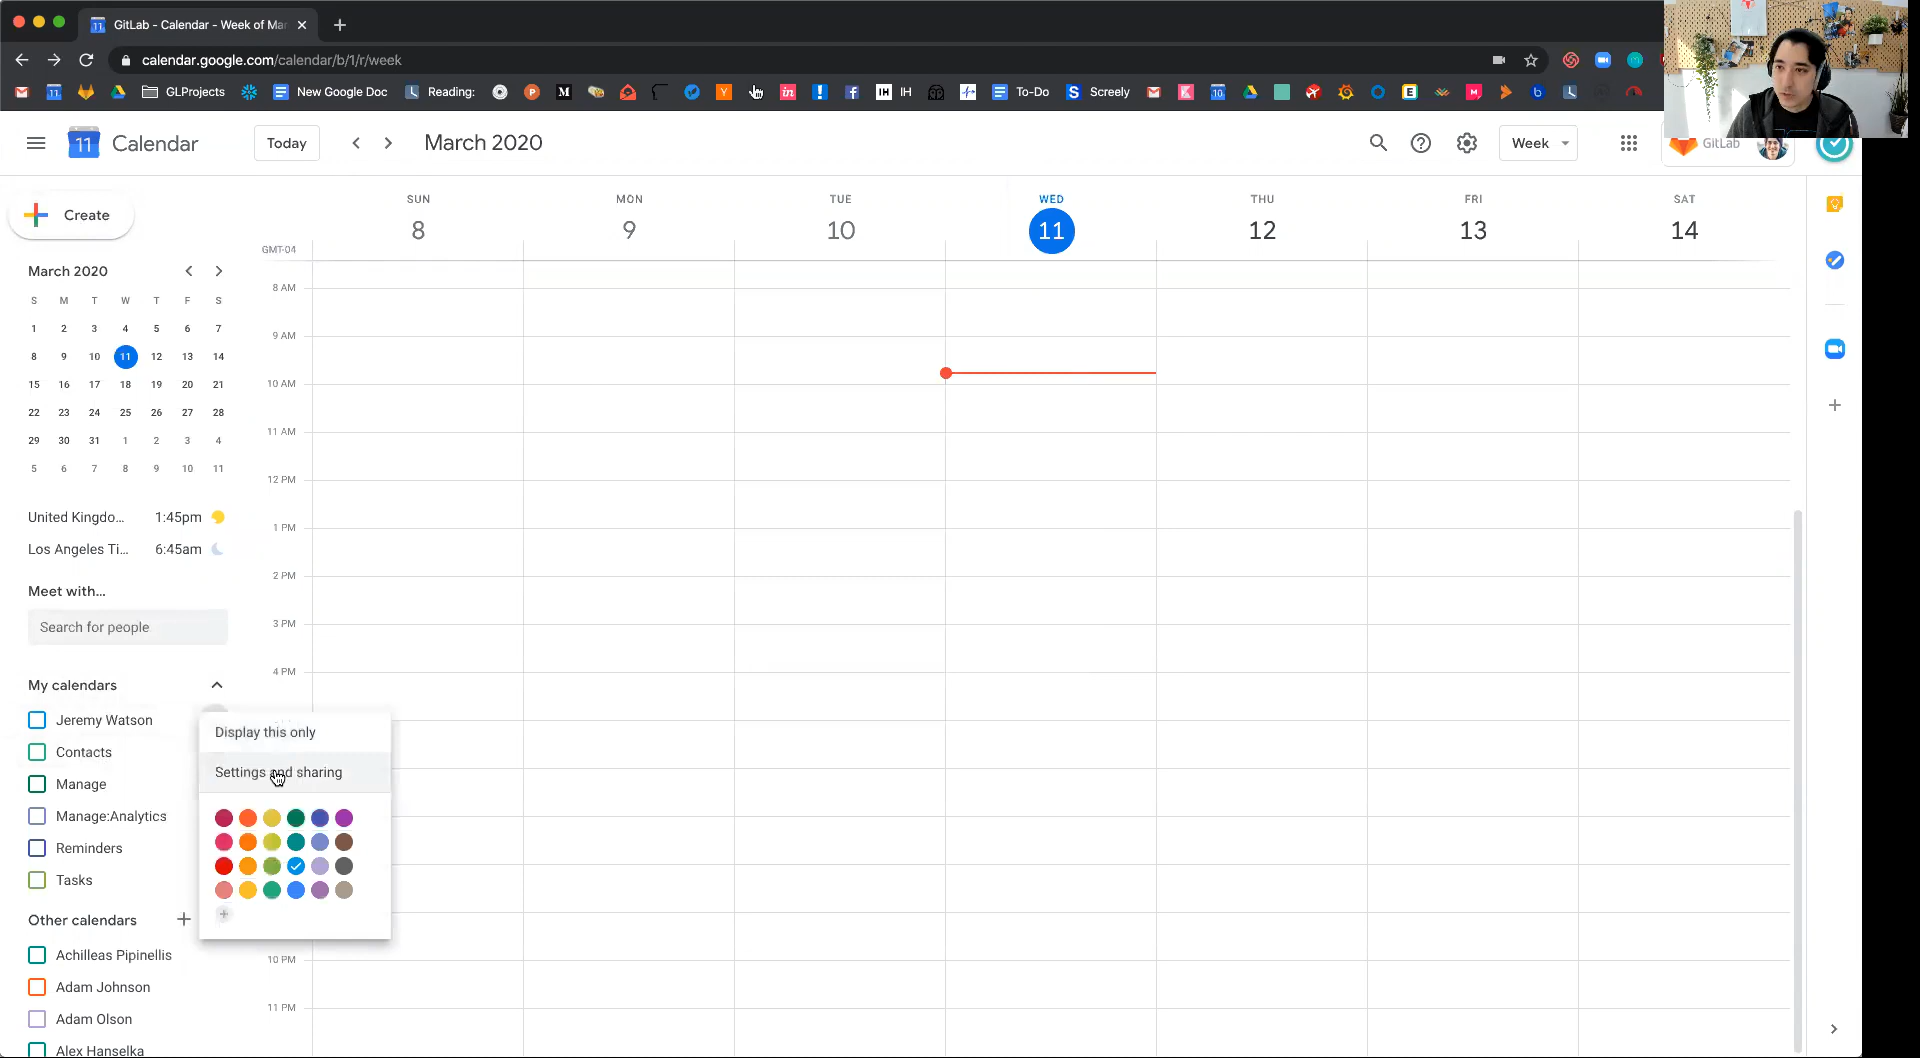 GitLab - Calendar - Week of Mar
calendar.google.com/calendar/b/1/r/week
GLProjects
New Google Doc
Reading:
IH
To-Do
Screely
Calendar
Today
March 2020
Week
GitLab
Create
SUN
MON
TUE
WED
THU
FRI
SAT
8
9
10
11
12
13
14
GMT-04
March 2020
S M T W T F S
1 2 3 4 5 6 7
8 9 10 11 12 13 14
15 16 17 18 19 20 21
22 23 24 25 26 27 28
29 30 31 1 2 3 4
5 6 7 8 9 10 11
8 AM
9 AM
10 AM
11 AM
12 PM
1 PM
2 PM
3 PM
4 PM
10 PM
11 PM
United Kingdo... 1:45pm
Los Angeles Ti... 6:45am
Meet with...
Search for people
My calendars
Jeremy Watson
Contacts
Manage
Manage:Analytics
Reminders
Tasks
Display this only
Settings and sharing
Other calendars
Achilleas Pipinellis
Adam Johnson
Adam Olson
Alex Hanselka